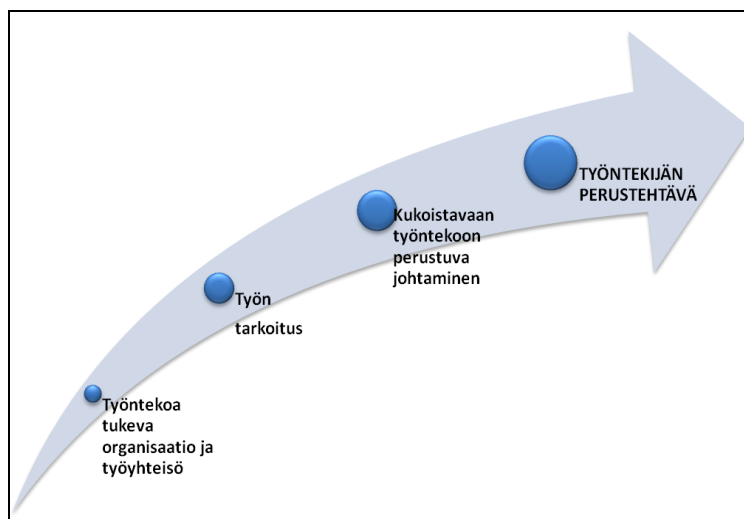 TYÖNTEKIJÄN
PERUSTEHTÄVÄ
Kukoistavaan
työntekoon
perustuva
johtaminen
Työn
tarkoitus
Työntekoa
tukeva
organisaatio ja
työyhteisö